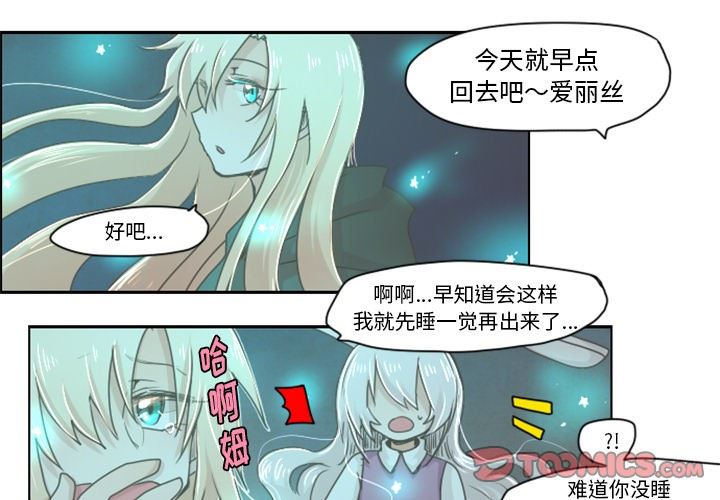 今天就早点
回去吧～爱丽丝
好吧...
啊啊...早知道会这样
我就先睡一觉再出来了...
哈啊姆
?!
难道你没睡
TOOMICS.COM